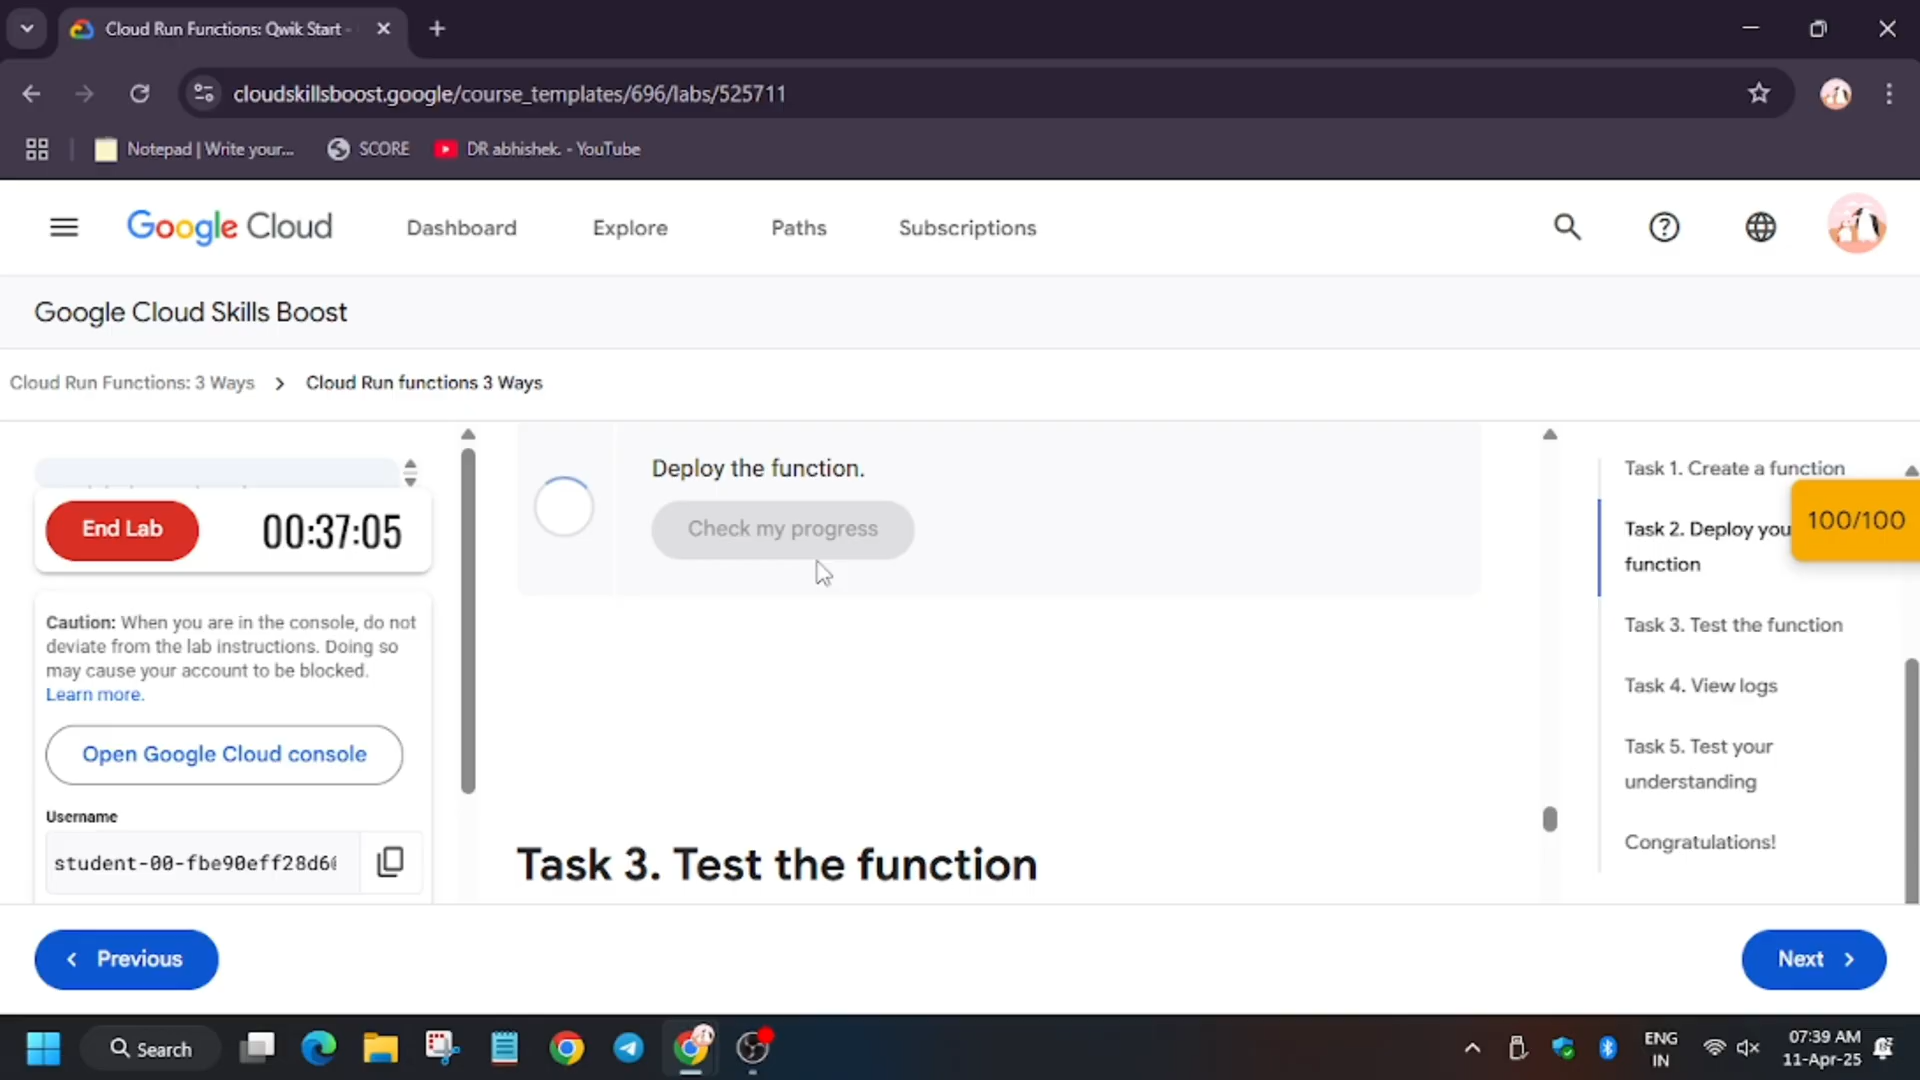 Cloud Run Functions: Qwik Start -
cloudskillsboost.google/course_templates/696/labs/525711
Notepad | Write your...
SCORE
DR abhishek. - YouTube
Google Cloud
Dashboard
Explore
Paths
Subscriptions
Google Cloud Skills Boost
Cloud Run Functions: 3 Ways > Cloud Run functions 3 Ways
End Lab
00:37:05
Caution: When you are in the console, do not
deviate from the lab instructions. Doing so
may cause your account to be blocked.
Learn more.
Open Google Cloud console
Username
student-00-fbe90eff28d6
Deploy the function.
Check my progress
Task 3. Test the function
Task 1. Create a function
Task 2. Deploy you
function
100/100
Task 3. Test the function
Task 4. View logs
Task 5. Test your
understanding
Congratulations!
Previous
Next
Search
ENG
IN
07:39 AM
11-Apr-25